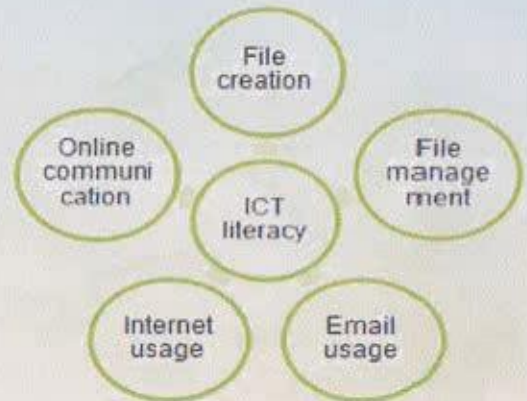 File
creation
Online
communi
cation
File
manage
ment
ICT
literacy
Internet
usage
Email
usage